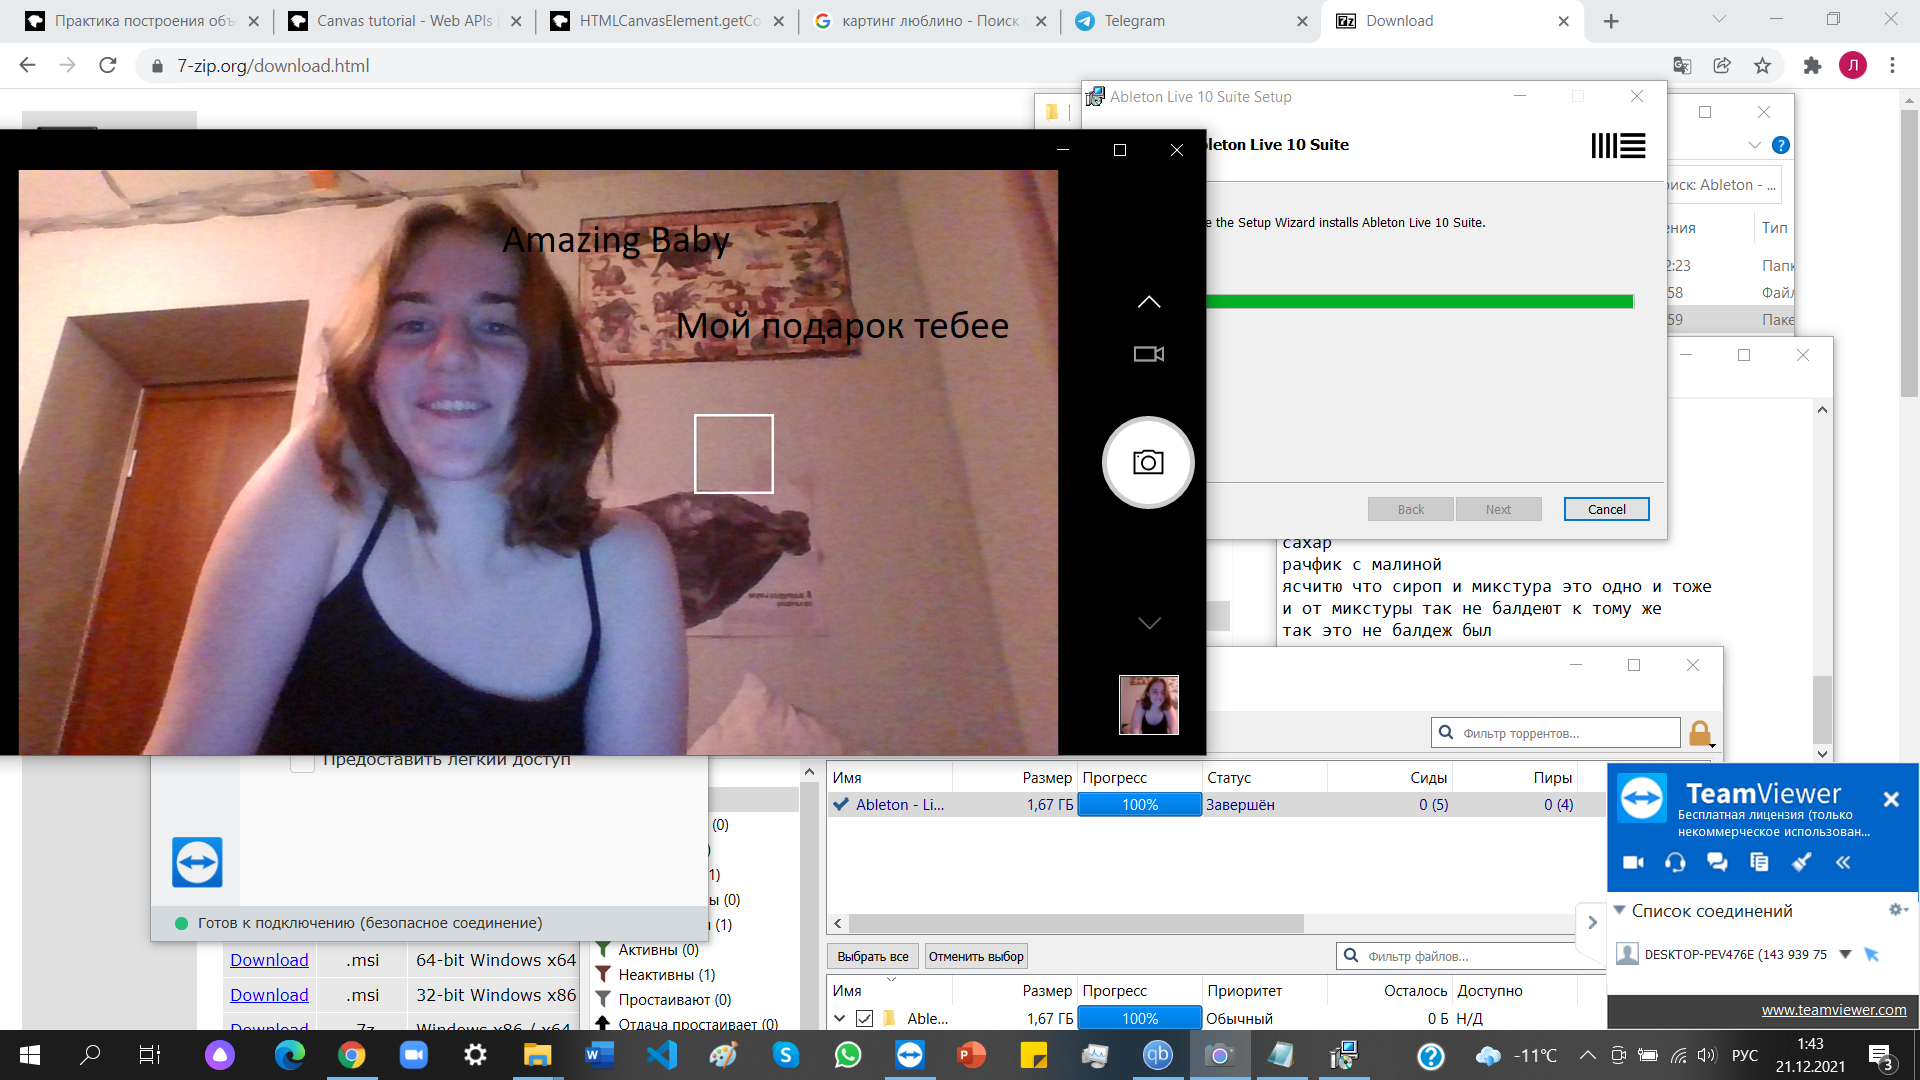 Практика построения объ
Canvas tutorial - Web APIs
HTMLCanvasElement.getCo
картинг люблино - Поиск
Telegram
Download
7-zip.org/download.html
Л
Ableton Live 10 Suite Setup
leton Live 10 Suite
e the Setup Wizard installs Ableton Live 10 Suite.
Back
Next
Cancel
иск: Ableton - ...
ения
Тип
2:23
Папк
58
Файл
59
Паке
Amazing Baby
Мой подарок тебее
сахар
рачфик с малиной
ясчитю что сироп и микстура это одно и тоже
и от микстуры так не балдеют к тому же
так это не балдеж был
Фильтр торрентов...
Предоставить легкий доступ
Готов к подключению (безопасное соединение)
Имя
Размер
Прогресс
Статус
Сиды
Пиры
Ableton - Li...
1,67 ГБ
100%
Завершён
0 (5)
0 (4)
(0)
)
1)
ы (0)
(1)
Активны (0)
Неактивны (1)
Простаивают (0)
Отдача простаивает (0)
Выбрать все
Отменить выбор
Фильтр файлов...
Имя
Размер
Прогресс
Приоритет
Осталось
Доступно
Able...
1,67 ГБ
100%
Обычный
0 Б
Н/Д
Download
.msi
64-bit Windows x64
Download
.msi
32-bit Windows x86
Download
.7z
Windows x86 / x64
TeamViewer
Бесплатная лицензия (только
некоммерческое использован...
Список соединений
DESKTOP-PEV476E (143 939 75
www.teamviewer.com
-11°C
РУС
1:43
21.12.2021
3